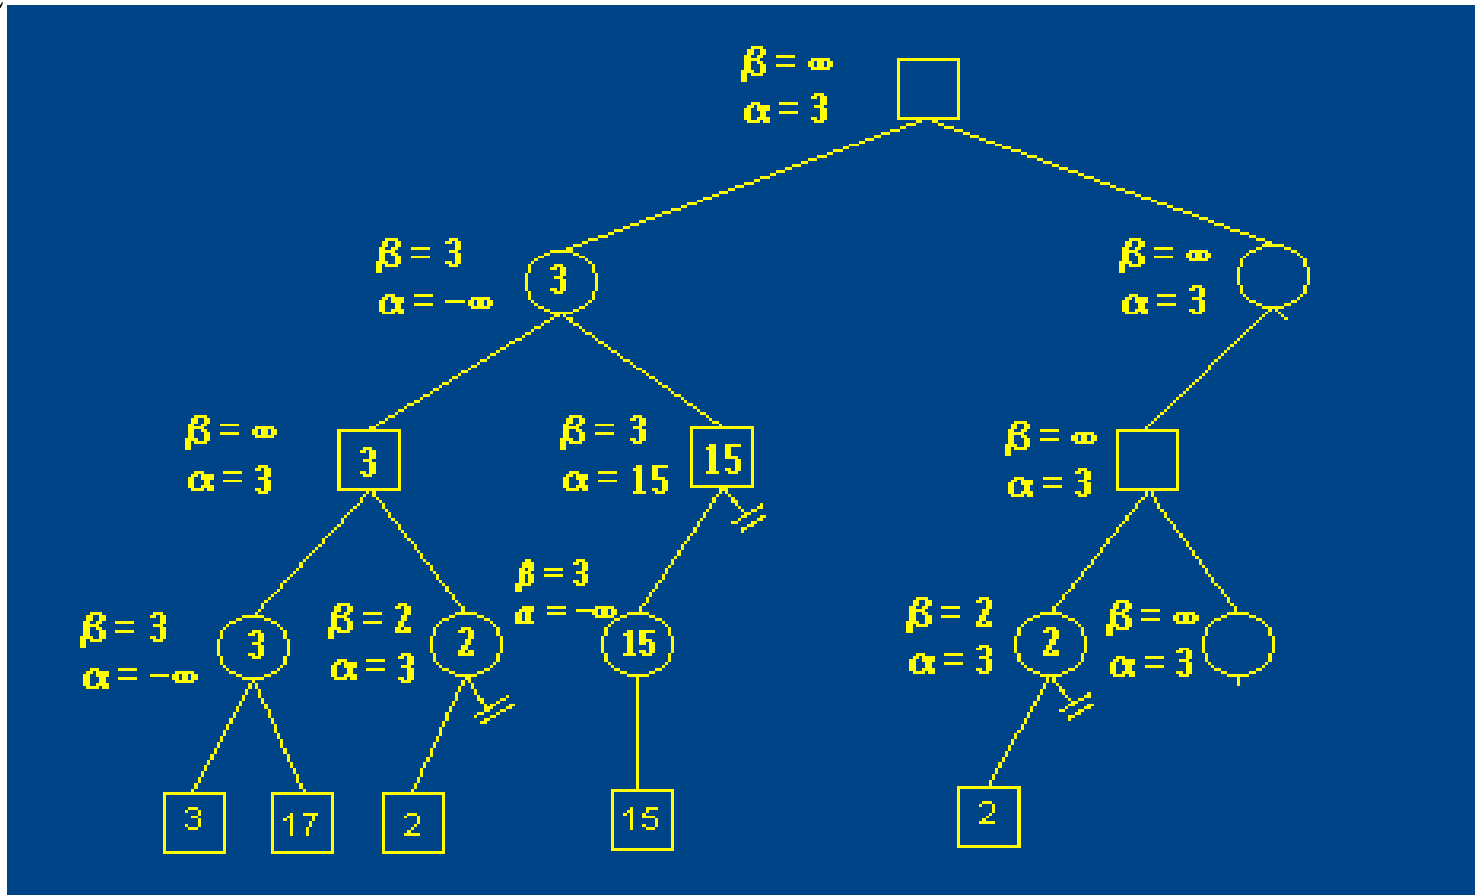 β = ∞
α = 3
β = 3
α = −∞
3
β = ∞
α = 3
β = ∞
α = 3
3
β = 3
α = 15
15
β = ∞
α = 3
β = 3
α = −∞
3
β = 2
α = 3
2
β = 3
α = −∞
15
β = 2
α = 3
2
β = ∞
α = 3
3
17
2
15
2